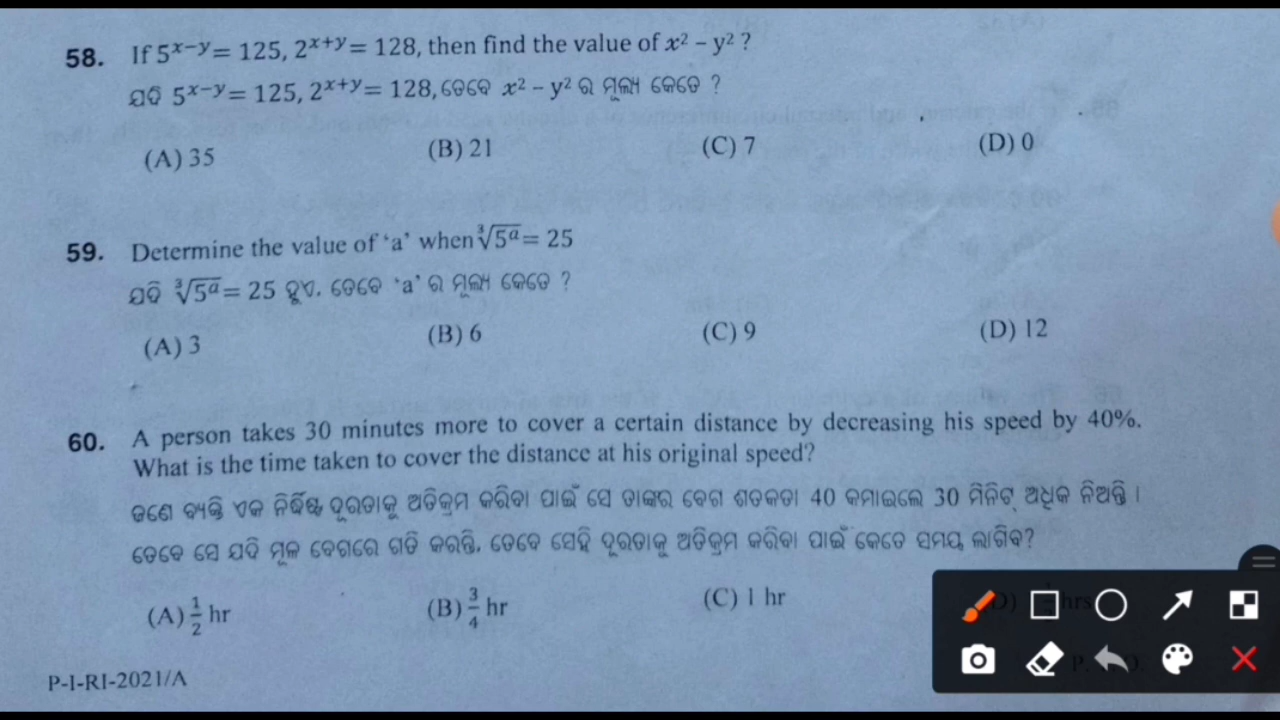 58. If 5^{x−y} = 125, 2^{x+y} = 128, then find the value of x² – y² ?
ଯଦି 5^{x−y} = 125, 2^{x+y} = 128, ତେବେ x² – y² ର ମୂଲ୍ୟ କେତେ ?
(A) 35 (B) 21 (C) 7 (D) 0
59. Determine the value of ‘a’ when ∛5ᵃ = 25
ଯଦି ∛5ᵃ = 25 ହୁଏ. ତେବେ ‘a’ ର ମୂଲ୍ୟ କେତେ ?
(A) 3 (B) 6 (C) 9 (D) 12
60. A person takes 30 minutes more to cover a certain distance by decreasing his speed by 40%.
What is the time taken to cover the distance at his original speed?
ଜଣେ ବ୍ୟକ୍ତି ଏକ ନିର୍ଦ୍ଦିଷ୍ଟ ଦୂରତାକୁ ଅତିକ୍ରମ କରିବା ପାଇଁ ସେ ତାଙ୍କର ବେଗ ଶତକଡା 40 କମାଇଲେ 30 ମିନିଟ୍ ଅଧିକ ନିଅନ୍ତି ।
ତେବେ ସେ ଯଦି ମୂଳ ବେଗରେ ଗତି କରନ୍ତି, ତେବେ ସେହି ଦୂରତାକୁ ଅତିକ୍ରମ କରିବା ପାଇଁ କେତେ ସମୟ ଲାଗିବ?
(A) 1/2 hr (B) 3/4 hr (C) 1 hr D) hrs
P-I-RI-2021/A